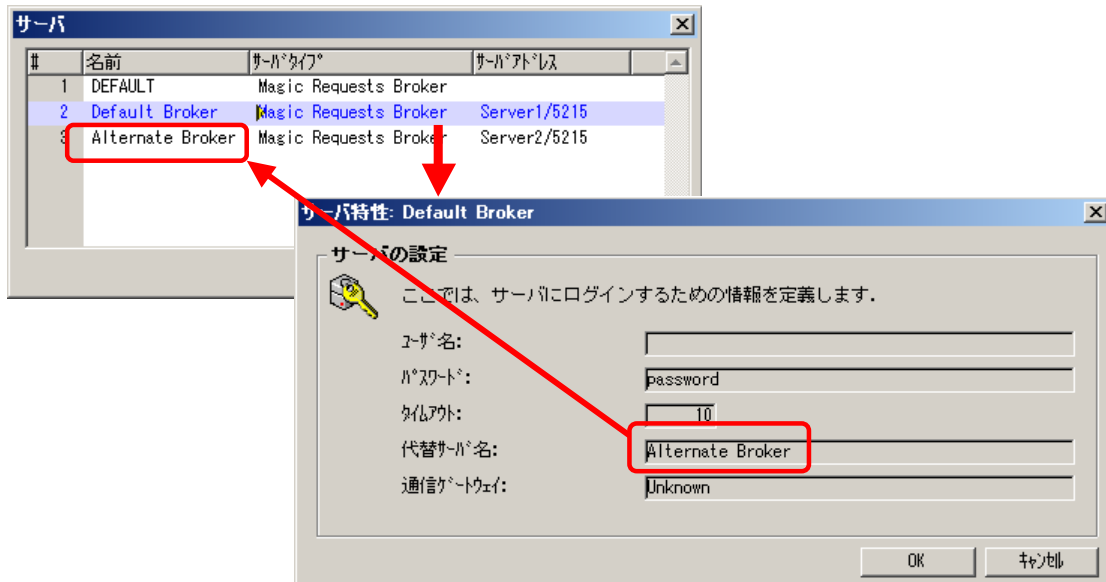 サーバ
# 名前 ｻｰﾊﾞﾀｲﾌﾟ ｻｰﾊﾞｱﾄﾞﾚｽ
1 DEFAULT Magic Requests Broker
2 Default Broker Magic Requests Broker Server1/5215
3 Alternate Broker Magic Requests Broker Server2/5215
サーバ特性: Default Broker
サーバの設定
ここでは、サーバにログインするための情報を定義します.
ﾕｰｻﾞ名:
ﾊﾟｽﾜｰﾄﾞ: password
ﾀｲﾑｱｳﾄ: 10
代替ｻｰﾊﾞ名: Alternate Broker
通信ｹﾞｰﾄｳｪｲ: Unknown
OK ｷｬﾝｾﾙ